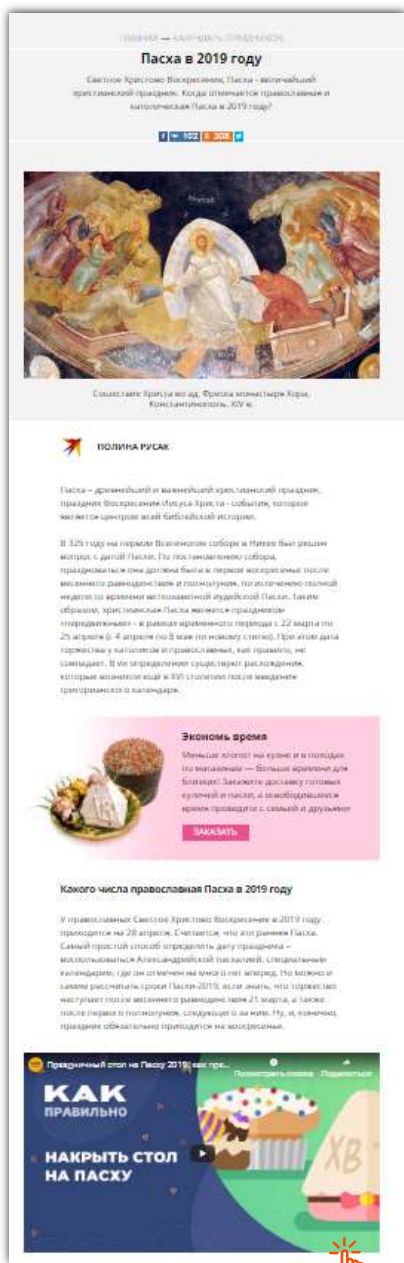 ГЛАВНАЯ — КАЛЕНДАРЬ ПРАЗДНИКОВ
Пасха в 2019 году
Светлое Христово Воскресение, Пасха - величайший
христианский праздник. Когда отмечается православная и
католическая Пасха в 2019 году?
102 308
Сошествие Христа во ад. Фреска монастыря Хора,
Константинополь. XIV в.
ПОЛИНА РУСАК
Пасха – древнейший и важнейший христианский праздник,
праздник Воскресения Иисуса Христа - события, которое
является центром всей библейской истории.
В 325 году на первом Вселенском соборе в Никее был решен
вопрос с датой Пасхи. По постановлению собора,
праздноваться она должна была в первое воскресенье после
весеннего равноденствия и полнолуния, по истечению полной
недели со времени ветхозаветной иудейской Пасхи. Таким
образом, христианская Пасха является праздником
«передвижным» - в рамках временного периода с 22 марта по
25 апреля (с 4 апреля по 8 мая по новому стилю). При этом дата
торжества у католиков и православных, как правило, не
совпадает. В их определении существуют расхождения,
которые возникли ещё в XVI столетии после введения
григорианского календаря.
Экономь время
Меньше хлопот на кухне и в походах
по магазинам — больше времени для
близких! Закажите доставку готовых
куличей и пасхи, а освободившееся
время проведите с семьей и друзьями
ЗАКАЗАТЬ
Какого числа православная Пасха в 2019 году
У православных Светлое Христово Воскресение в 2019 году
приходится на 28 апреля. Считается, что это ранняя Пасха.
Самый простой способ определить дату праздника –
воспользоваться Александрийской пасхалией, специальным
календарем, где он отмечен на много лет вперед. Но можно и
самим рассчитать сроки Пасхи-2019, если знать, что торжество
наступает после весеннего равноденствия 21 марта, а также
после первого полнолуния, следующего за ним. Ну, и, конечно,
праздник обязательно приходится на воскресенье.
Праздничный стол на Пасху 2019, как пра...
Посмотреть позже Поделиться
КАК
ПРАВИЛЬНО
НАКРЫТЬ СТОЛ
НА ПАСХУ
ХВ